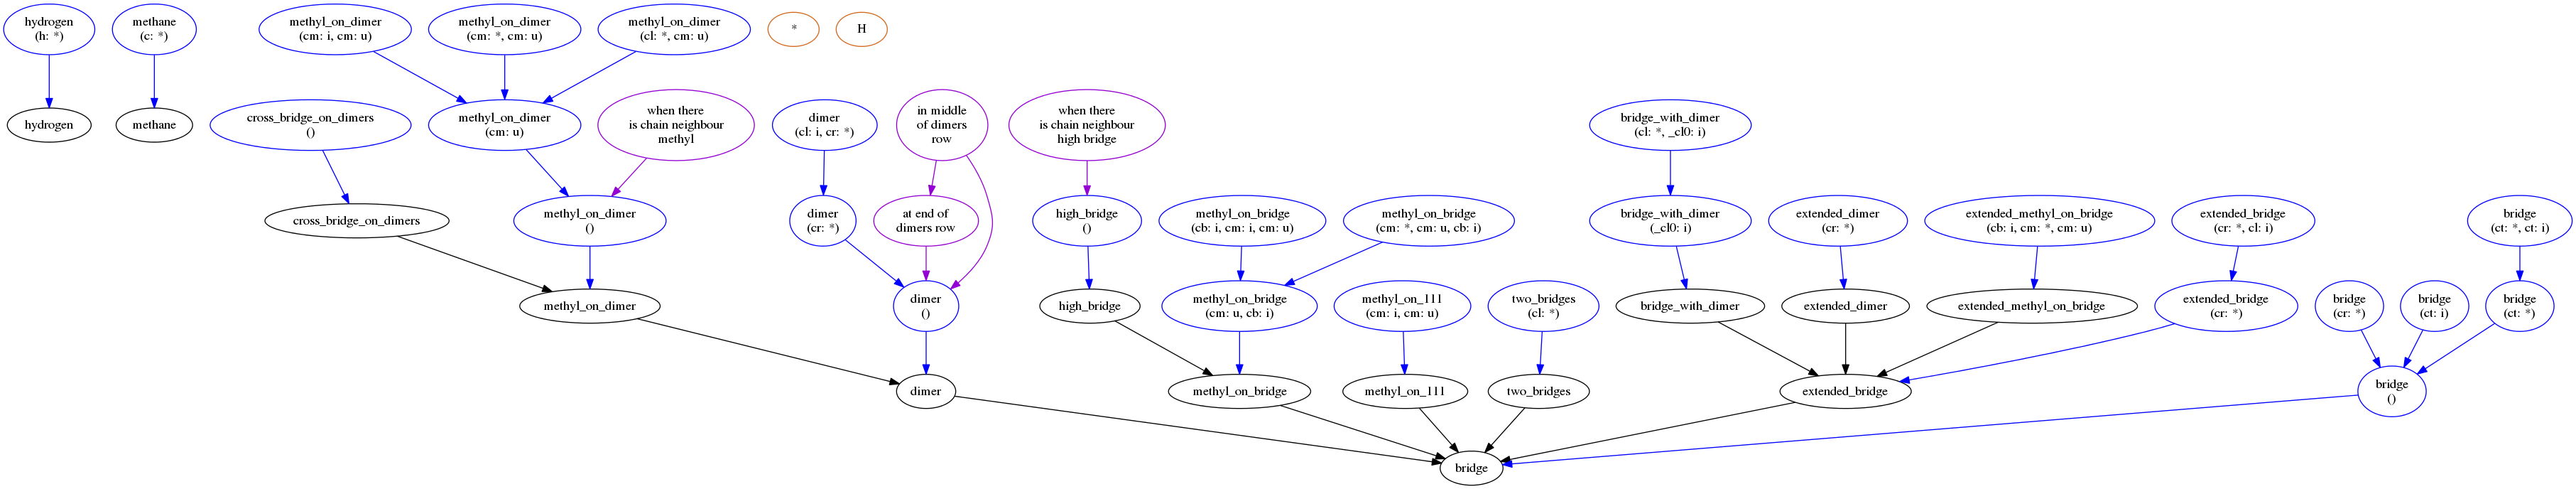 hydrogen
(h: *)
methane
(c: *)
methyl_on_dimer
(cm: i, cm: u)
methyl_on_dimer
(cm: *, cm: u)
methyl_on_dimer
(cl: *, cm: u)
*
H
hydrogen
methane
cross_bridge_on_dimers
()
methyl_on_dimer
(cm: u)
when there
is chain neighbour
methyl
dimer
(cl: i, cr: *)
in middle
of dimers
row
when there
is chain neighbour
high bridge
bridge_with_dimer
(cl: *, _cl0: i)
cross_bridge_on_dimers
methyl_on_dimer
()
dimer
(cr: *)
at end of
dimers row
high_bridge
()
methyl_on_bridge
(cb: i, cm: i, cm: u)
methyl_on_bridge
(cm: *, cm: u, cb: i)
bridge_with_dimer
(_cl0: i)
extended_dimer
(cr: *)
extended_methyl_on_bridge
(cb: i, cm: *, cm: u)
extended_bridge
(cr: *, cl: i)
bridge
(ct: *, ct: i)
methyl_on_dimer
dimer
()
high_bridge
methyl_on_bridge
(cm: u, cb: i)
methyl_on_111
(cm: i, cm: u)
two_bridges
(cl: *)
bridge_with_dimer
extended_dimer
extended_methyl_on_bridge
extended_bridge
(cr: *)
bridge
(cr: *)
bridge
(ct: i)
bridge
(ct: *)
dimer
methyl_on_bridge
methyl_on_111
two_bridges
extended_bridge
bridge
()
bridge